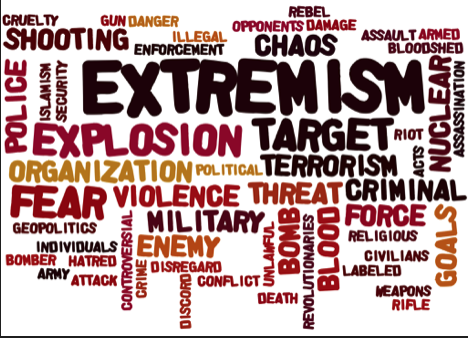 CRUELTY
GUN DANGER
REBEL
OPPONENTS DAMAGE
SHOOTING
ILLEGAL
ENFORCEMENT
CHAOS
ASSAULT ARMED
BLOODSHED
POLICE
ISLAMISM
SECURITY
EXTREMISM
NUCLEAR
ASSASSINATION
EXPLOSION
TARGET
RIOT
ACTS
ORGANIZATION
POLITICAL
TERRORISM
FEAR
VIOLENCE
THREAT
CRIMINAL
GEOPOLITICS
CONTROVERSIAL
MILITARY
UNLAWFUL
BOMB
REVOLUTIONARIES
BLOOD
FORCE
GOALS
RELIGIOUS
INDIVIDUALS
ENEMY
BOMBER
HATRED
CRIME
DISREGARD
CIVILIANS
LABELED
ARMY
ATTACK
DISCORD
CONFLICT
DEATH
WEAPONS
RIFLE